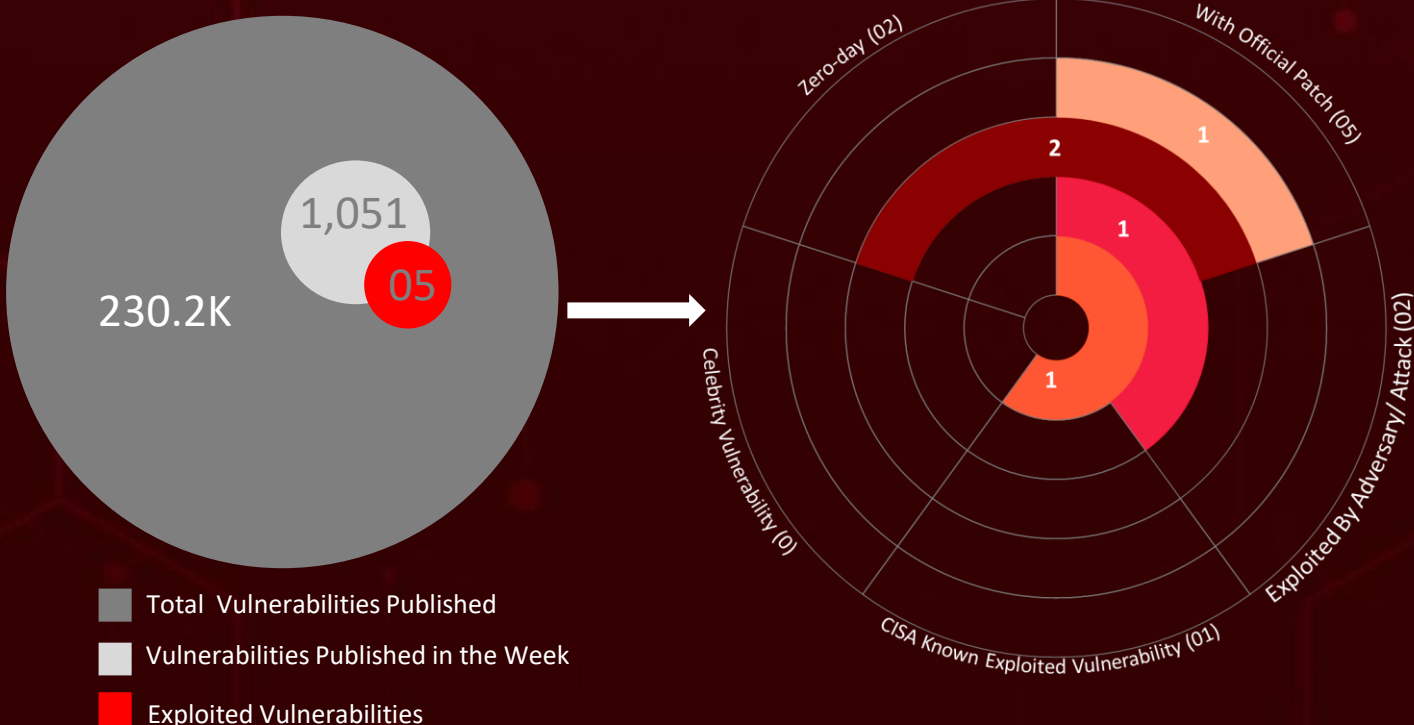 230.2K
1,051
05
Total Vulnerabilities Published
Vulnerabilities Published in the Week
Exploited Vulnerabilities
Zero-day (02)
With Official Patch (05)
Exploited By Adversary/ Attack (02)
CISA Known Exploited Vulnerability (01)
Celebrity Vulnerability (0)
1
2
1
1